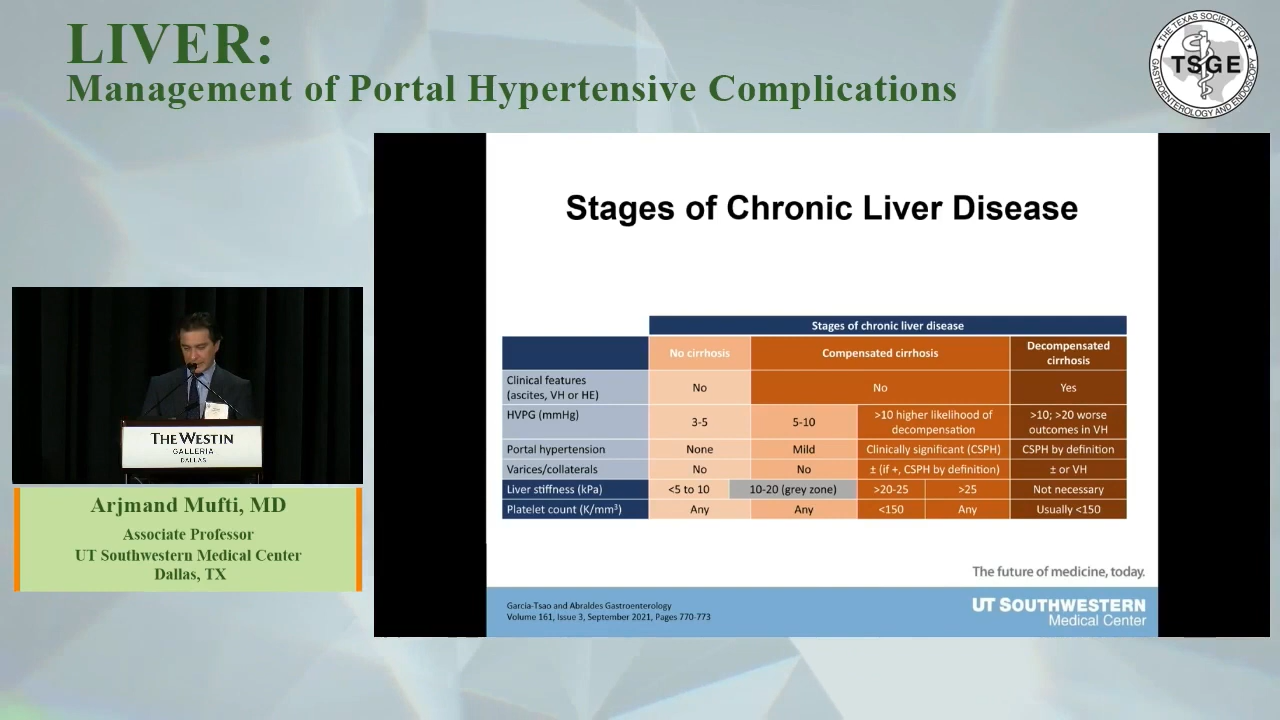 LIVER:
Management of Portal Hypertensive Complications
THE TEXAS SOCIETY FOR
TSGE
GASTROENTEROLOGY AND ENDOSCOPY
Stages of Chronic Liver Disease
Stages of chronic liver disease
No cirrhosis
Compensated cirrhosis
Decompensated
cirrhosis
Clinical features
(ascites, VH or HE)
No
No
Yes
HVPG (mmHg)
3-5
5-10
>10 higher likelihood of
decompensation
>10; >20 worse
outcomes in VH
Portal hypertension
None
Mild
Clinically significant (CSPH)
CSPH by definition
Varices/collaterals
No
No
± (if +, CSPH by definition)
± or VH
Liver stiffness (kPa)
<5 to 10
10-20 (grey zone)
>20-25
>25
Not necessary
Platelet count (K/mm³)
Any
Any
<150
Any
Usually <150
The future of medicine, today.
Garcia-Tsao and Abraldes Gastroenterology
Volume 161, Issue 3, September 2021, Pages 770-773
UT SOUTHWESTERN
Medical Center
THE WESTIN
GALLERIA
DALLAS
Arjmand Mufti, MD
Associate Professor
UT Southwestern Medical Center
Dallas, TX